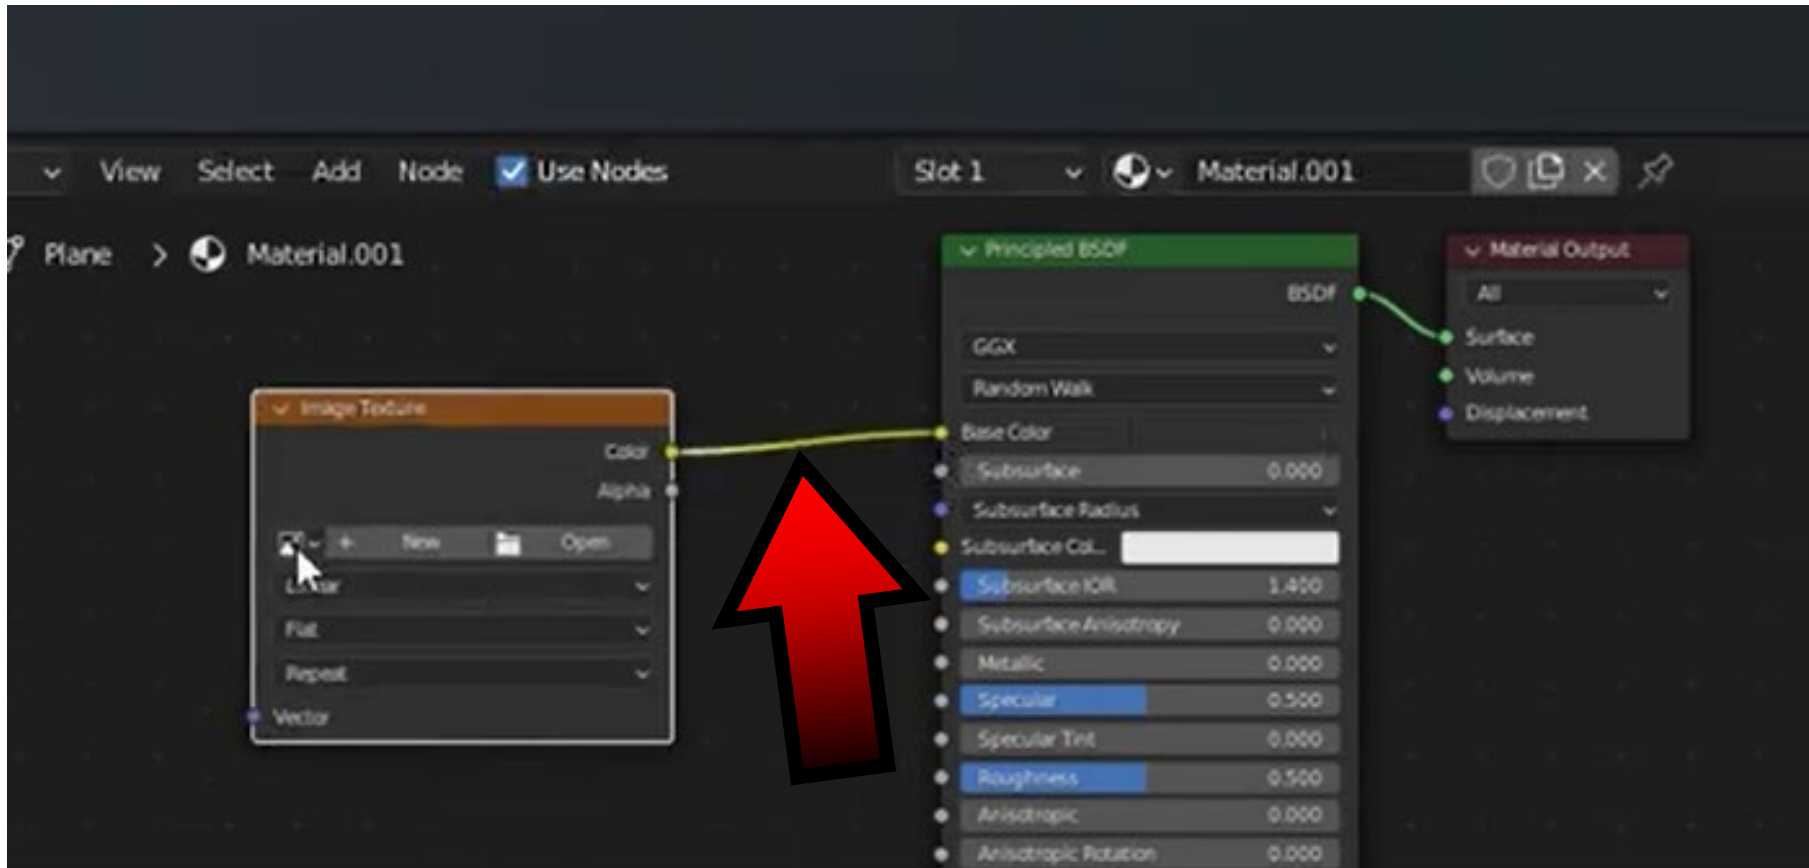 View Select Add Node Use Nodes Slot 1 Material.001
Plane > Material.001
Principled BSDF
BSDF
GGX
Random Walk
Base Color
Subsurface 0.000
Subsurface Radius
Subsurface Col...
Subsurface IOR 1.400
Subsurface Anisotropy 0.000
Metallic 0.000
Specular 0.500
Specular Tint 0.000
Roughness 0.500
Anisotropic 0.000
Anisotropic Rotation 0.000
Material Output
All
Surface
Volume
Displacement
Image Texture
Color
Alpha
+ New Open
Flat
Repeat
Vector